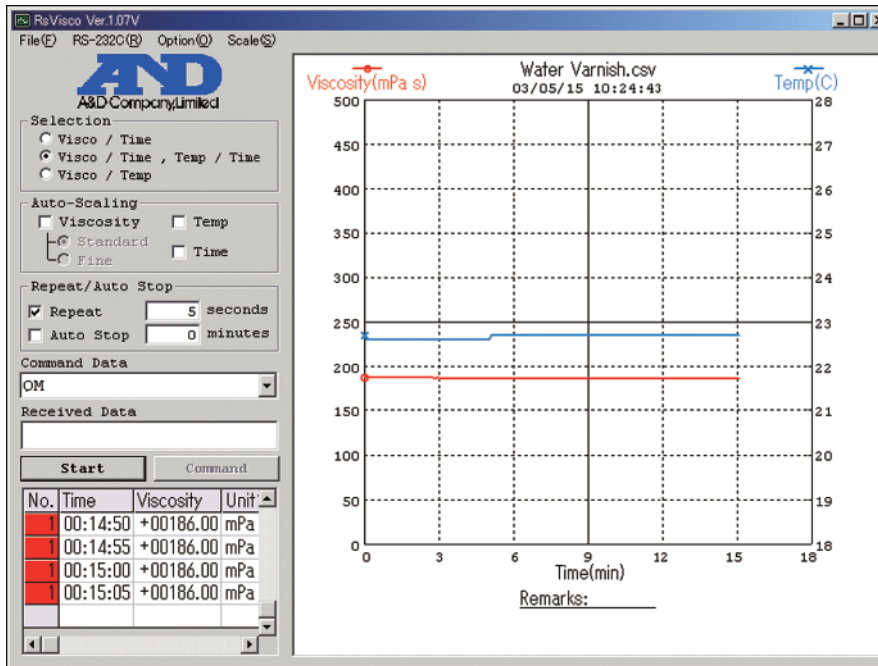 RsVisco Ver.1.07V
File(F) RS-232C(R) Option(O) Scale(S)
AND
A&D Company,Limited
Selection
Visco / Time
Visco / Time , Temp / Time
Visco / Temp
Auto-Scaling
Viscosity Temp
Standard
Fine
Time
Repeat/Auto Stop
Repeat 5 seconds
Auto Stop 0 minutes
Command Data
OM
Received Data
Start Command
No. Time Viscosity Unit
1 00:14:50 +00186.00 mPa
1 00:14:55 +00186.00 mPa
1 00:15:00 +00186.00 mPa
1 00:15:05 +00186.00 mPa
Water Varnish.csv
Viscosity(mPa s) 03/05/15 10:24:43 Temp(C)
500 28
450 27
400 26
350 25
300 24
250 23
200 22
150 21
100 20
50 19
0 18
0 3 6 9 12 15 18
Time(min)
Remarks: